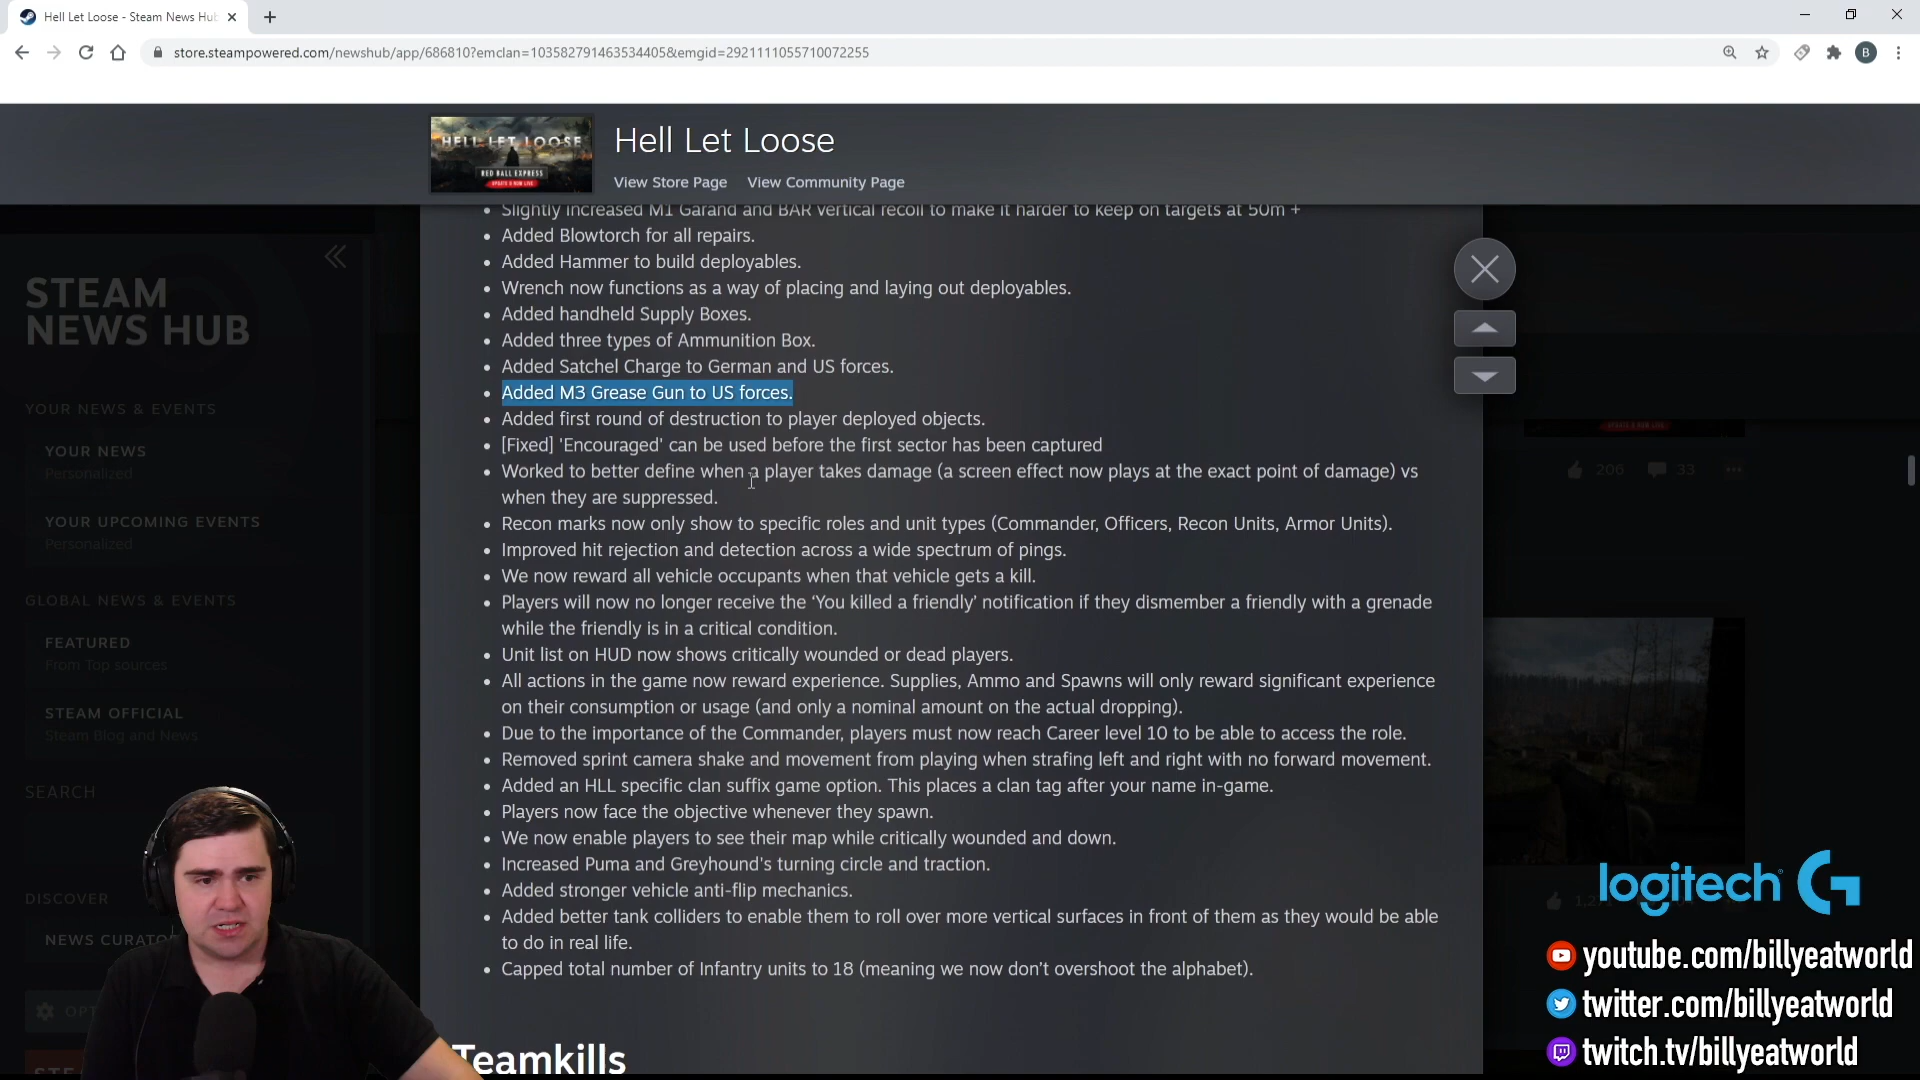 Hell Let Loose - Steam News Hu
store.steampowered.com/newshub/app/686810?emclan=103582791463534405&emgid=2921111055710072255
B
HELL LET LOOSE
RED BALL EXPRESS
UPDATE 8 NOW LIVE
Hell Let Loose
View Store Page
View Community Page
STEAM
NEWS HUB
YOUR NEWS & EVENTS
YOUR NEWS
Personalized
YOUR UPCOMING EVENTS
Personalized
GLOBAL NEWS & EVENTS
FEATURED
From Top sources
STEAM OFFICIAL
Steam Blog and News
SEARCH
DISCOVER
NEWS CURATO
OPT
STE
• Slightly increased M1 Garand and BAR vertical recoil to make it harder to keep on targets at 50m +
• Added Blowtorch for all repairs.
• Added Hammer to build deployables.
• Wrench now functions as a way of placing and laying out deployables.
• Added handheld Supply Boxes.
• Added three types of Ammunition Box.
• Added Satchel Charge to German and US forces.
• Added M3 Grease Gun to US forces.
• Added first round of destruction to player deployed objects.
• [Fixed] 'Encouraged' can be used before the first sector has been captured
• Worked to better define when a player takes damage (a screen effect now plays at the exact point of damage) vs
when they are suppressed.
• Recon marks now only show to specific roles and unit types (Commander, Officers, Recon Units, Armor Units).
• Improved hit rejection and detection across a wide spectrum of pings.
• We now reward all vehicle occupants when that vehicle gets a kill.
• Players will now no longer receive the ‘You killed a friendly’ notification if they dismember a friendly with a grenade
while the friendly is in a critical condition.
• Unit list on HUD now shows critically wounded or dead players.
• All actions in the game now reward experience. Supplies, Ammo and Spawns will only reward significant experience
on their consumption or usage (and only a nominal amount on the actual dropping).
• Due to the importance of the Commander, players must now reach Career level 10 to be able to access the role.
• Removed sprint camera shake and movement from playing when strafing left and right with no forward movement.
• Added an HLL specific clan suffix game option. This places a clan tag after your name in-game.
• Players now face the objective whenever they spawn.
• We now enable players to see their map while critically wounded and down.
• Increased Puma and Greyhound's turning circle and traction.
• Added stronger vehicle anti-flip mechanics.
• Added better tank colliders to enable them to roll over more vertical surfaces in front of them as they would be able
to do in real life.
• Capped total number of Infantry units to 18 (meaning we now don’t overshoot the alphabet).
Teamkills
206
33
logitech G
youtube.com/billyeatworld
twitter.com/billyeatworld
twitch.tv/billyeatworld